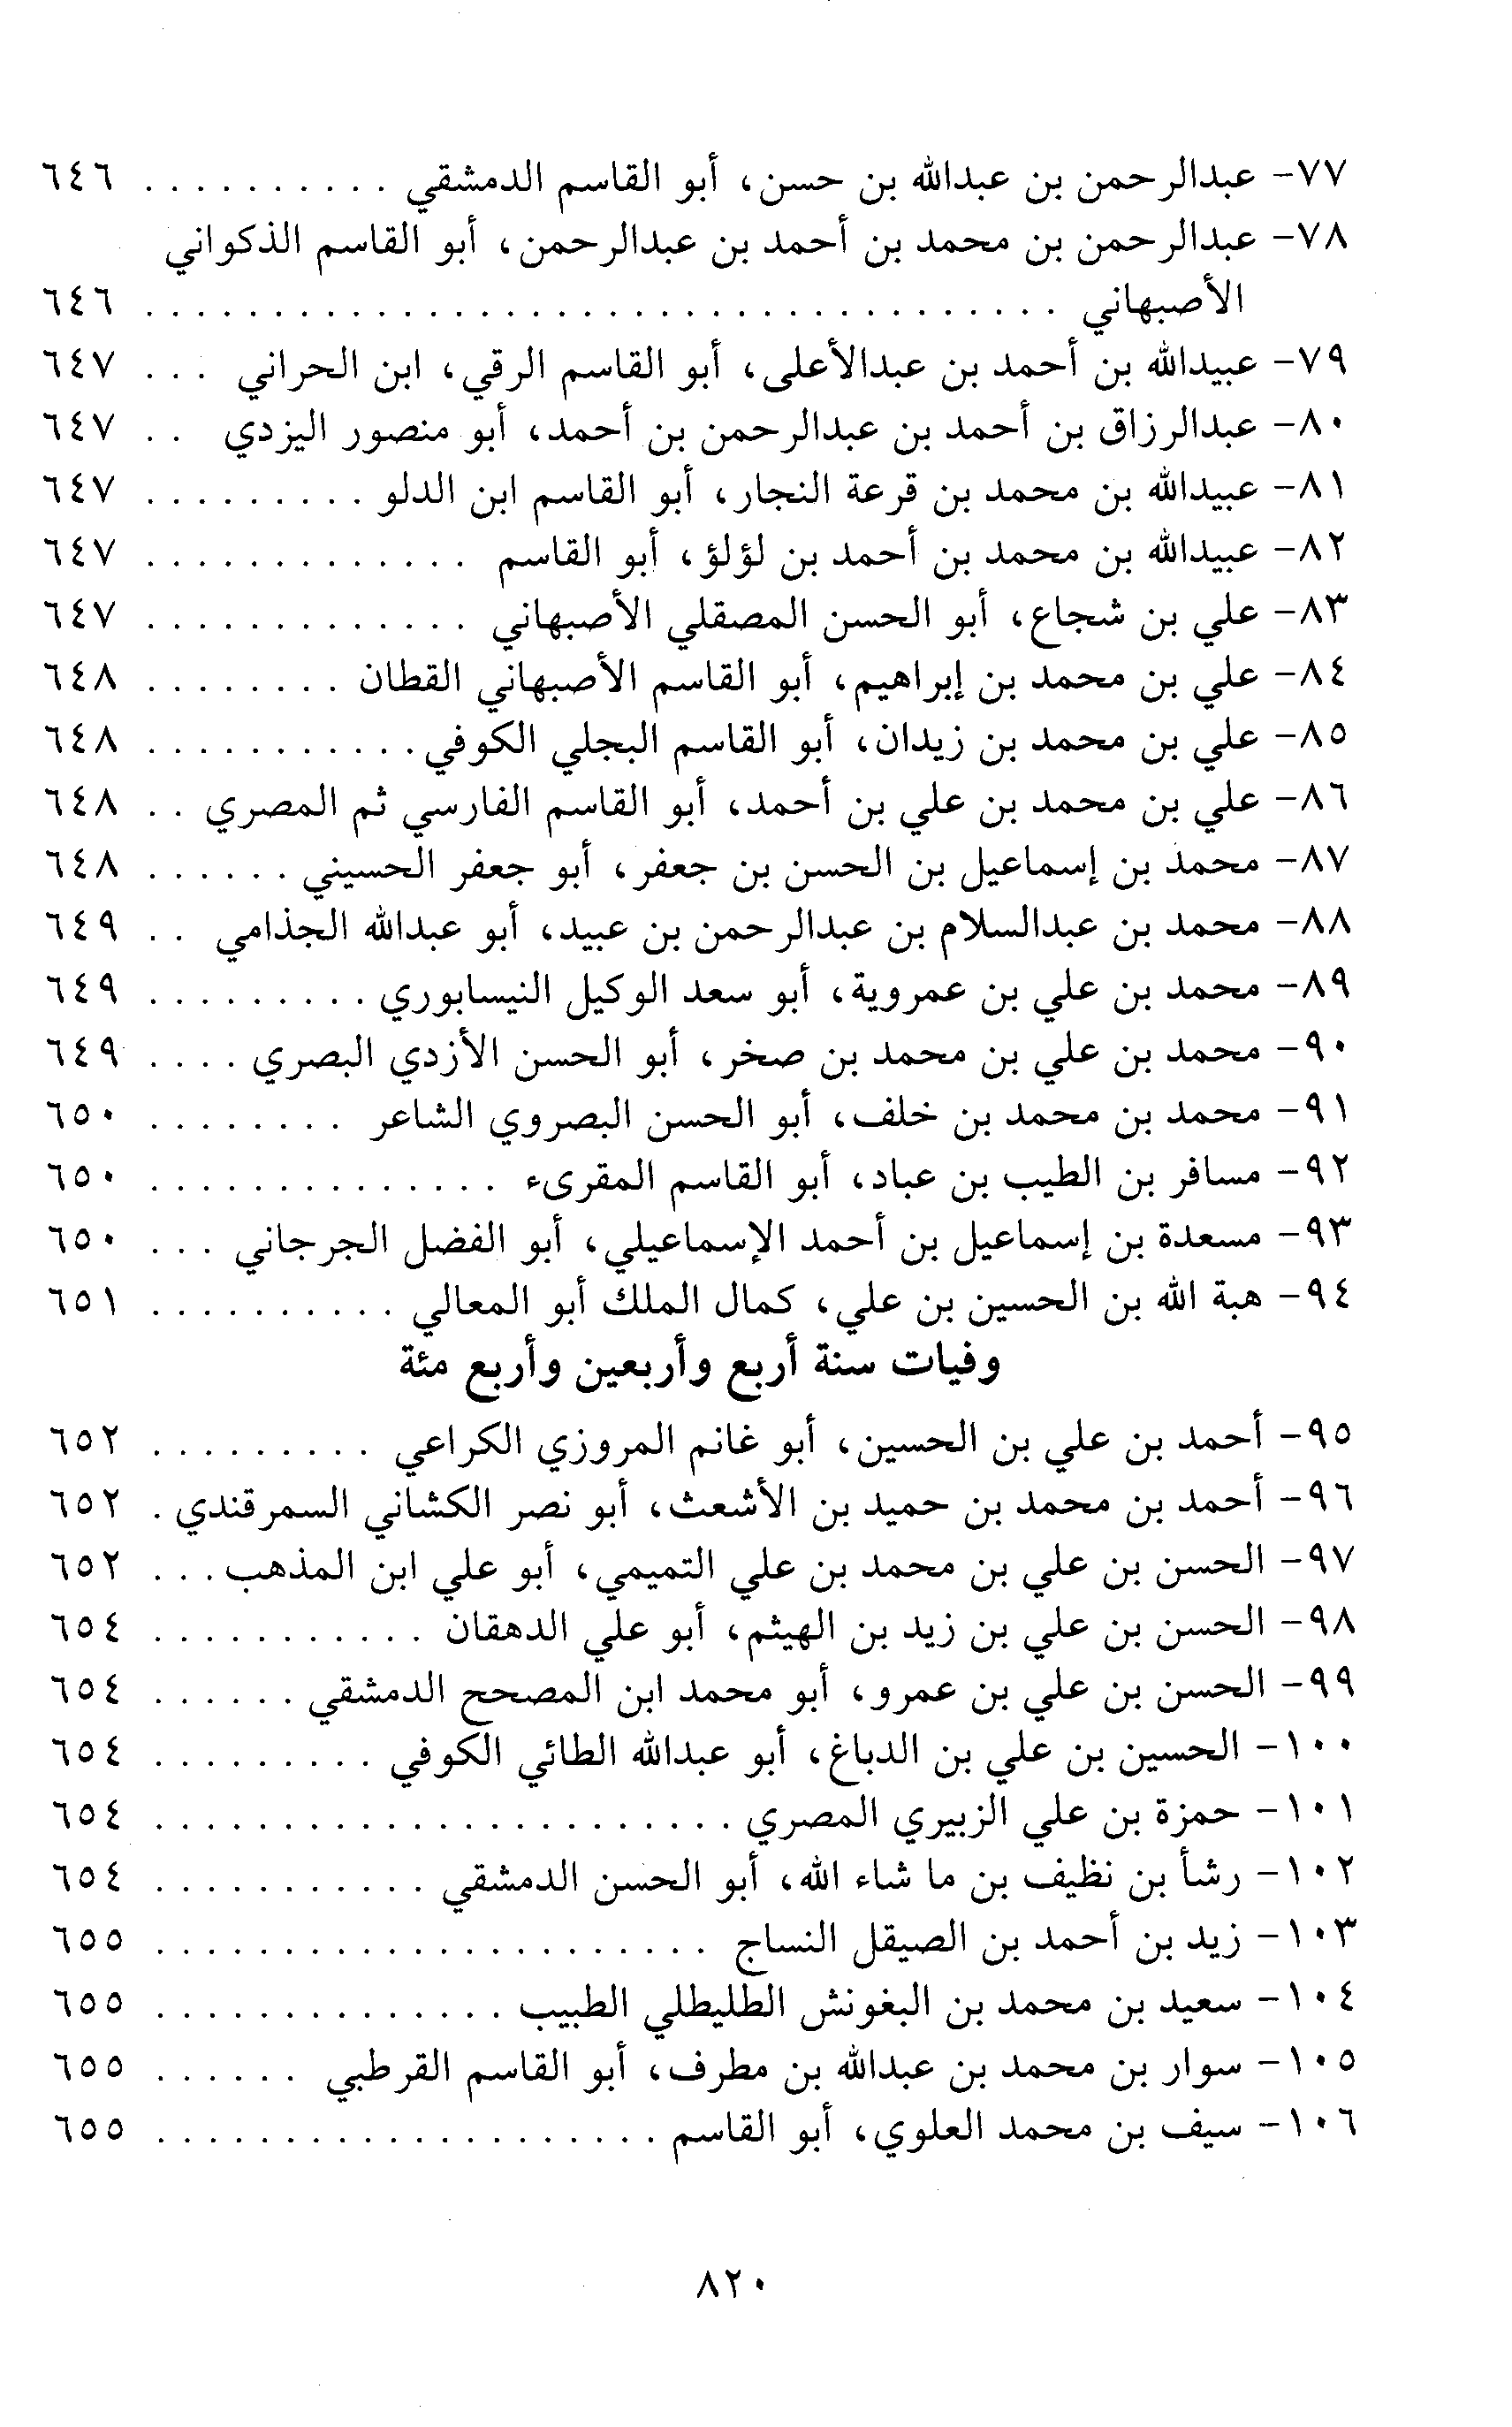 ٧٧- عبدالرحمن بن عبدالله بن حسن، أبو القاسم الدمشقي . . . . . . . . . . ٦٤٦
٧٨- عبدالرحمن بن محمد بن أحمد بن عبدالرحمن، أبو القاسم الذكواني
الأصبهاني . . . . . . . . . . . . . . . . . . . . . . . . . . . . . . . . . . . . ٦٤٦
٧٩- عبيدالله بن أحمد بن عبدالأعلى، أبو القاسم الرقي، ابن الحراني . . . ٦٤٧
٨٠- عبدالرزاق بن أحمد بن عبدالرحمن بن أحمد، أبو منصور اليزدي . . ٦٤٧
٨١- عبيدالله بن محمد بن قرعة النجار، أبو القاسم ابن الدلو . . . . . . . . . ٦٤٧
٨٢- عبيدالله بن محمد بن أحمد بن لؤلؤ، أبو القاسم . . . . . . . . . . . . . ٦٤٧
٨٣- علي بن شجاع، أبو الحسن المصقلي الأصبهاني . . . . . . . . . . . . . ٦٤٧
٨٤- علي بن محمد بن إبراهيم، أبو القاسم الأصبهاني القطان . . . . . . . . ٦٤٨
٨٥- علي بن محمد بن زيدان، أبو القاسم البجلي الكوفي . . . . . . . . . . . ٦٤٨
٨٦- علي بن محمد بن علي بن أحمد، أبو القاسم الفارسي ثم المصري . . ٦٤٨
٨٧- محمد بن إسماعيل بن الحسن بن جعفر، أبو جعفر الحسيني . . . . . . ٦٤٨
٨٨- محمد بن عبدالسلام بن عبدالرحمن بن عبيد، أبو عبدالله الجذامي . . ٦٤٩
٨٩- محمد بن علي بن عمروية، أبو سعد الوكيل النيسابوري . . . . . . . . . ٦٤٩
٩٠- محمد بن علي بن محمد بن صخر، أبو الحسن الأزدي البصري . . . . ٦٤٩
٩١- محمد بن محمد بن خلف، أبو الحسن البصروي الشاعر . . . . . . . . ٦٥٠
٩٢- مسافر بن الطيب بن عباد، أبو القاسم المقرىء . . . . . . . . . . . . . . ٦٥٠
٩٣- مسعدة بن إسماعيل بن أحمد الإسماعيلي، أبو الفضل الجرجاني . . . ٦٥٠
٩٤- هبة الله بن الحسين بن علي، كمال الملك أبو المعالي . . . . . . . . . . ٦٥١
وفيات سنة أربع وأربعين وأربع مئة
٩٥- أحمد بن علي بن الحسين، أبو غانم المروزي الكراعي . . . . . . . . . ٦٥٢
٩٦- أحمد بن محمد بن حميد بن الأشعث، أبو نصر الكشاني السمرقندي . ٦٥٢
٩٧- الحسن بن علي بن محمد بن علي التميمي، أبو علي ابن المذهب . . . ٦٥٢
٩٨- الحسن بن علي بن زيد بن الهيثم، أبو علي الدهقان . . . . . . . . . . . ٦٥٤
٩٩- الحسن بن علي بن عمرو، أبو محمد ابن المصحح الدمشقي . . . . . . ٦٥٤
١٠٠- الحسين بن علي بن الدباغ، أبو عبدالله الطائي الكوفي . . . . . . . . . ٦٥٤
١٠١- حمزة بن علي الزبيري المصري . . . . . . . . . . . . . . . . . . . . . . . ٦٥٤
١٠٢- رشأ بن نظيف بن ما شاء الله، أبو الحسن الدمشقي . . . . . . . . . . . ٦٥٤
١٠٣- زيد بن أحمد بن الصيقل النساج . . . . . . . . . . . . . . . . . . . . . . ٦٥٥
١٠٤- سعيد بن محمد بن البغونش الطليطلي الطبيب . . . . . . . . . . . . . . ٦٥٥
١٠٥- سوار بن محمد بن عبدالله بن مطرف، أبو القاسم القرطبي . . . . . . ٦٥٥
١٠٦- سيف بن محمد العلوي، أبو القاسم . . . . . . . . . . . . . . . . . . . . ٦٥٥
٨٢٠